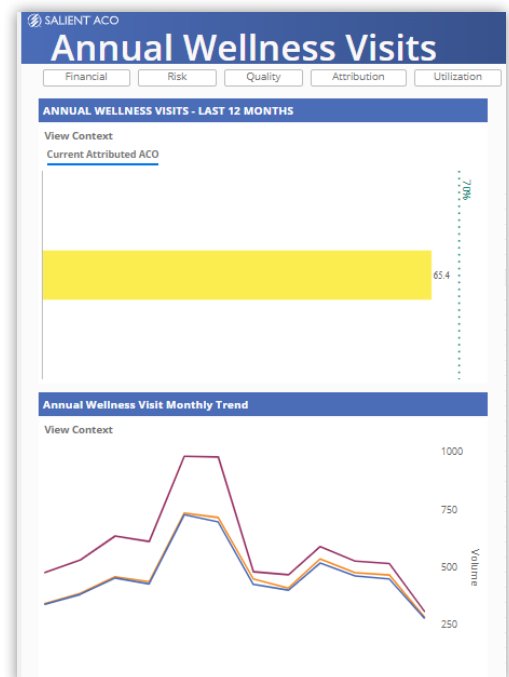 SALIENT ACO
Annual Wellness Visits
Financial Risk Quality Attribution Utilization
ANNUAL WELLNESS VISITS - LAST 12 MONTHS
View Context
Current Attributed ACO
70%
65.4
Annual Wellness Visit Monthly Trend
View Context
1000
750
500
Volume
250